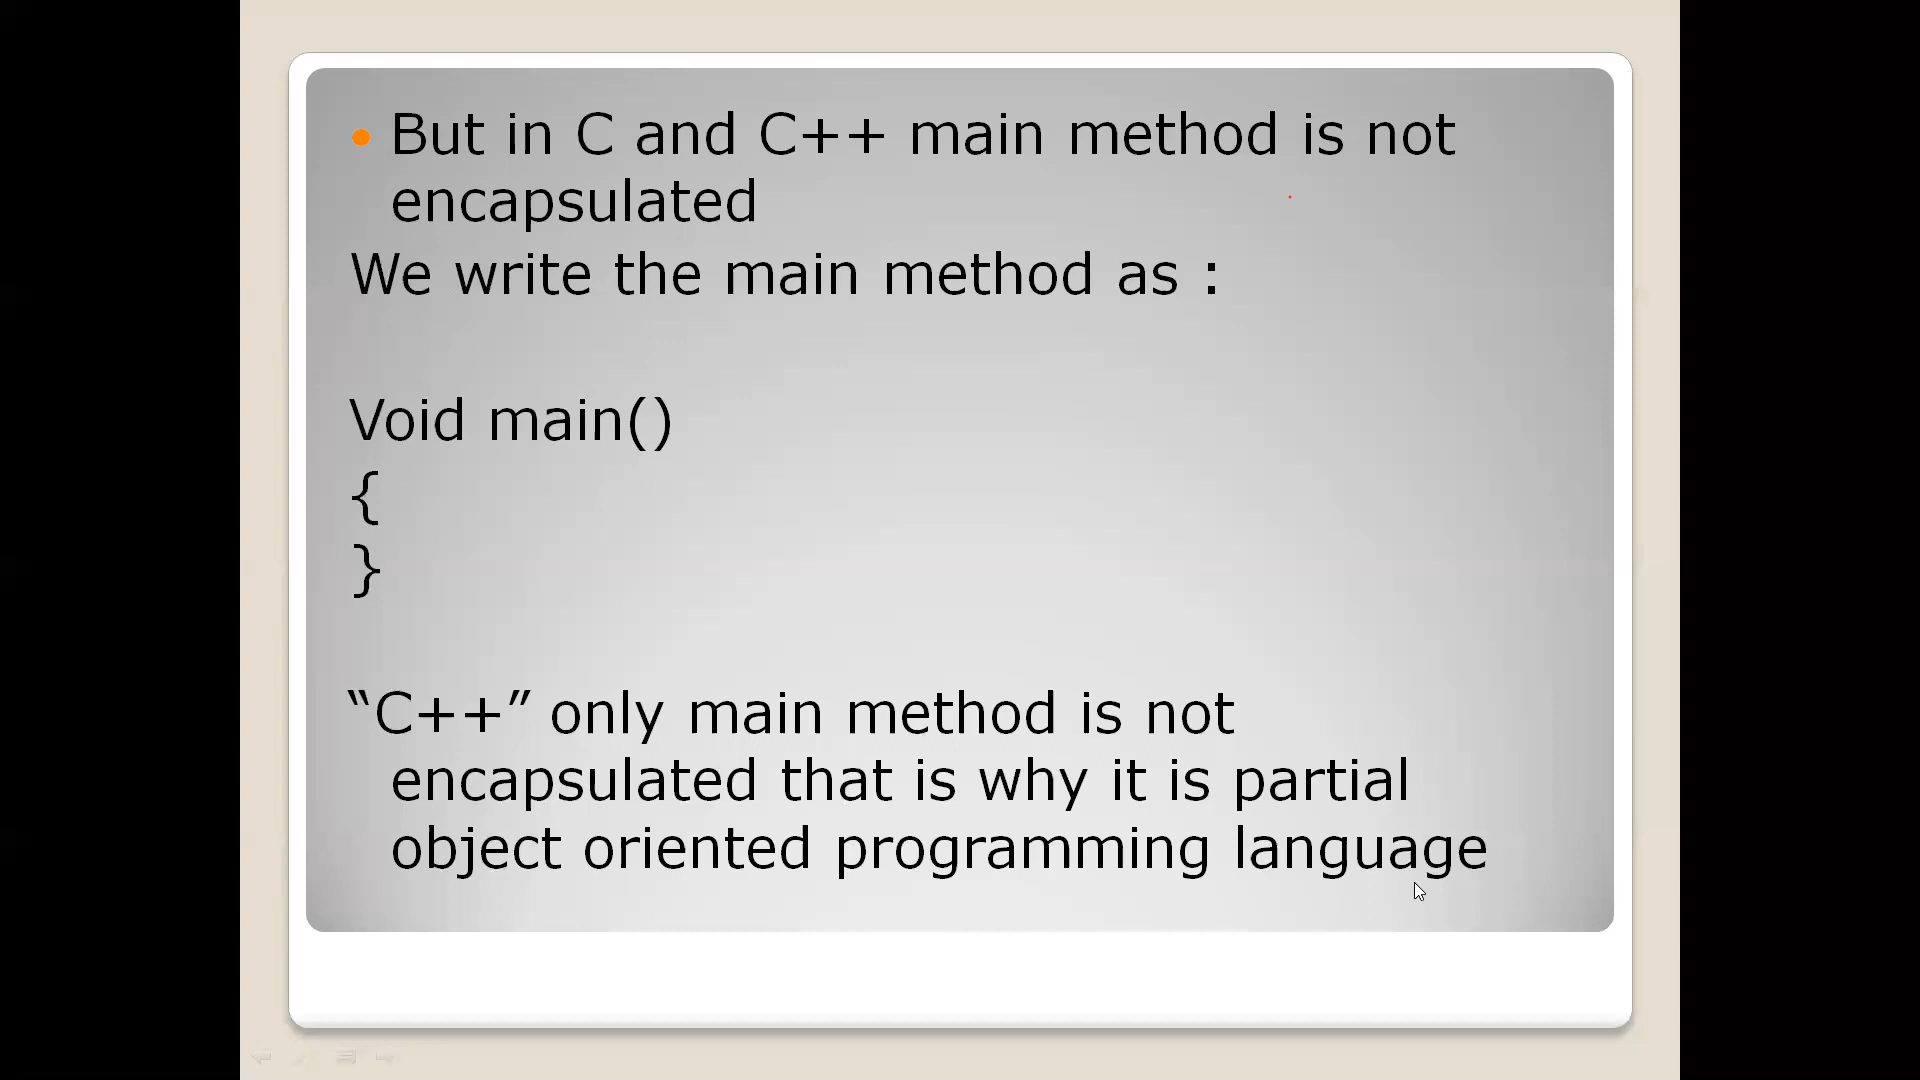 But in C and C++ main method is not
encapsulated
We write the main method as :
Void main()
{
}
“C++” only main method is not
encapsulated that is why it is partial
object oriented programming language